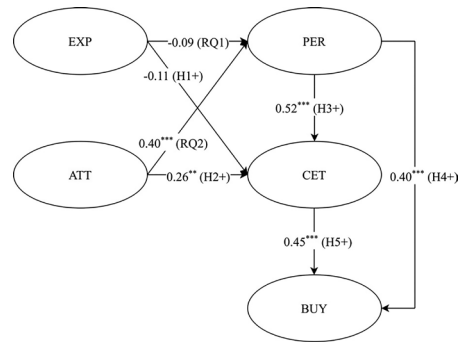 EXP
-0.09 (RQ1)
PER
-0.11 (H1+)
0.52*** (H3+)
0.40*** (RQ2)
ATT
0.26** (H2+)
CET
0.40*** (H4+)
0.45*** (H5+)
BUY